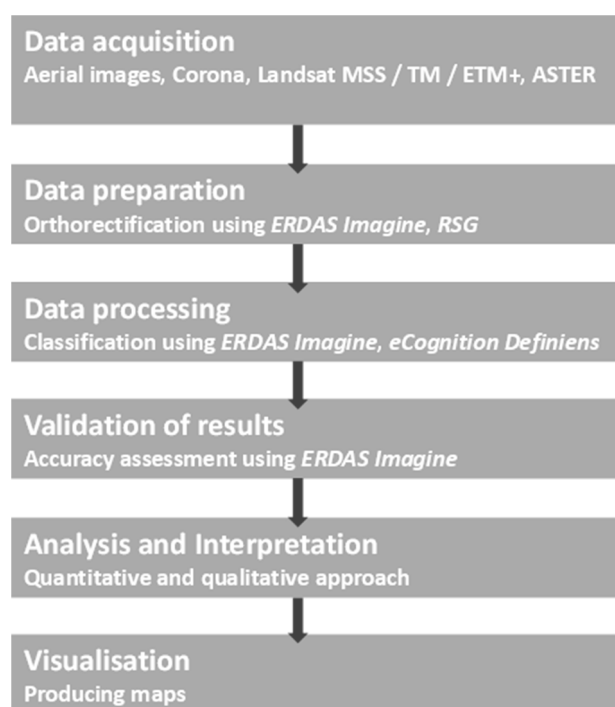 Data acquisition
Aerial images, Corona, Landsat MSS / TM / ETM+, ASTER
Data preparation
Orthorectification using ERDAS Imagine, RSG
Data processing
Classification using ERDAS Imagine, eCognition Definiens
Validation of results
Accuracy assessment using ERDAS Imagine
Analysis and Interpretation
Quantitative and qualitative approach
Visualisation
Producing maps